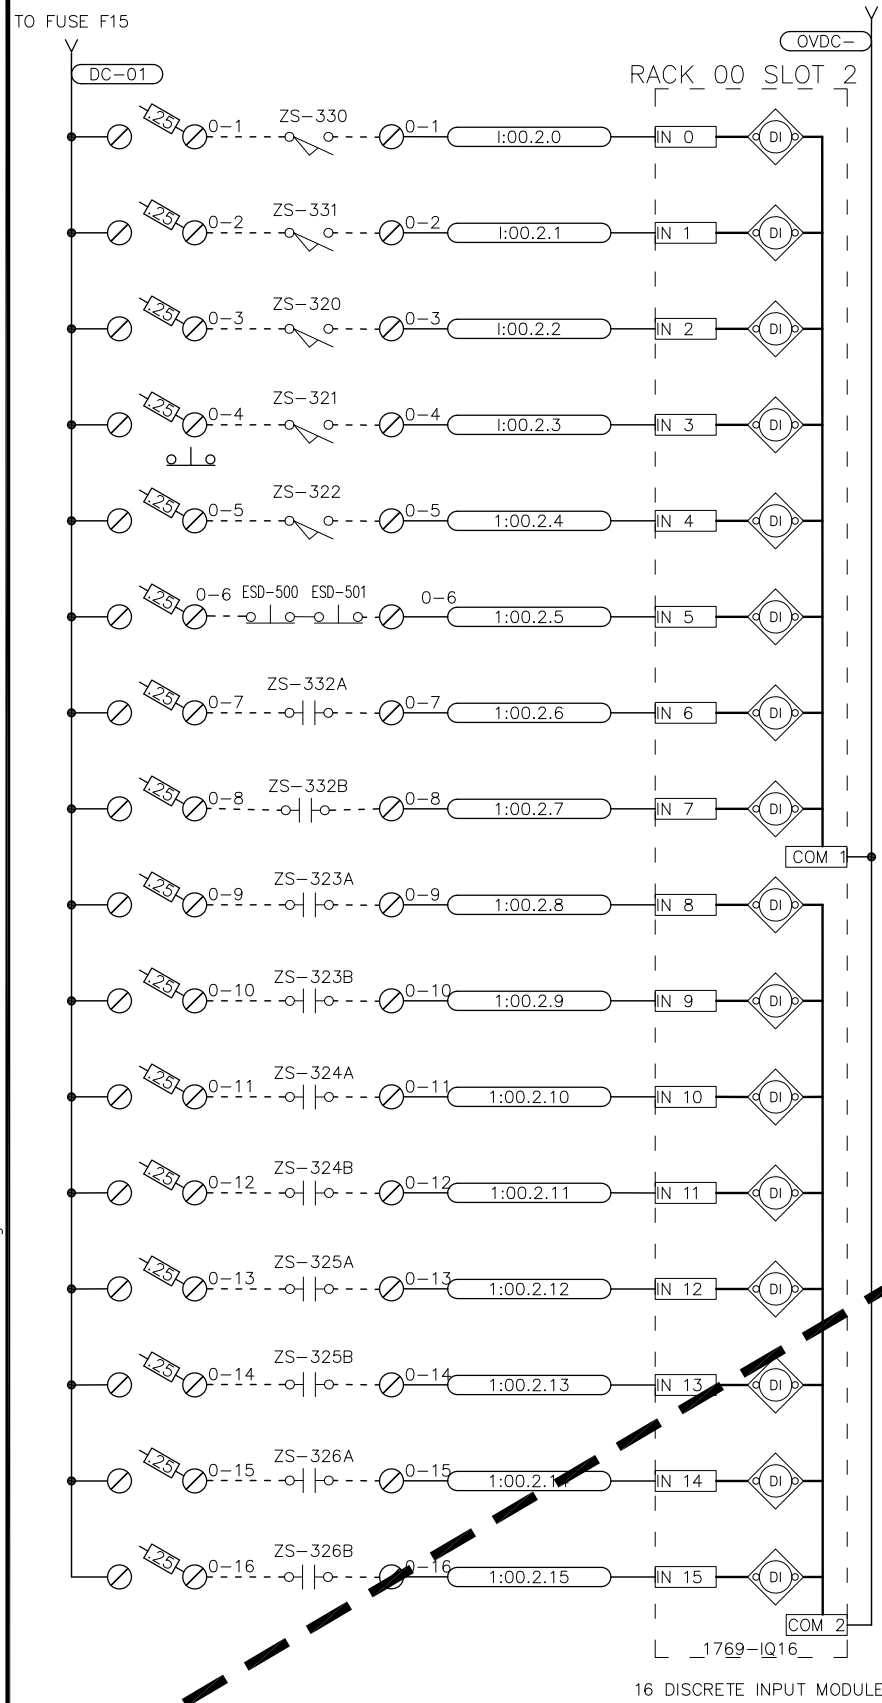 TO FUSE F15
0VDC-
DC-01
RACK 00 SLOT 2
.25 0-1 ZS-330 0-1 I:00.2.0 IN 0 DI
.25 0-2 ZS-331 0-2 I:00.2.1 IN 1 DI
.25 0-3 ZS-320 0-3 I:00.2.2 IN 2 DI
.25 0-4 ZS-321 0-4 I:00.2.3 IN 3 DI
.25 0-5 ZS-322 0-5 1:00.2.4 IN 4 DI
.25 0-6 ESD-500 ESD-501 0-6 1:00.2.5 IN 5 DI
.25 0-7 ZS-332A 0-7 1:00.2.6 IN 6 DI
.25 0-8 ZS-332B 0-8 1:00.2.7 IN 7 DI
COM 1
.25 0-9 ZS-323A 0-9 1:00.2.8 IN 8 DI
.25 0-10 ZS-323B 0-10 1:00.2.9 IN 9 DI
.25 0-11 ZS-324A 0-11 1:00.2.10 IN 10 DI
.25 0-12 ZS-324B 0-12 1:00.2.11 IN 11 DI
.25 0-13 ZS-325A 0-13 1:00.2.12 IN 12 DI
.25 0-14 ZS-325B 0-14 1:00.2.13 IN 13 DI
.25 0-15 ZS-326A 0-15 IN 14 DI
.25 0-16 ZS-326B 0-16 1:00.2.15 IN 15 DI
COM 2
1769-IQ16
16 DISCRETE INPUT MODULE